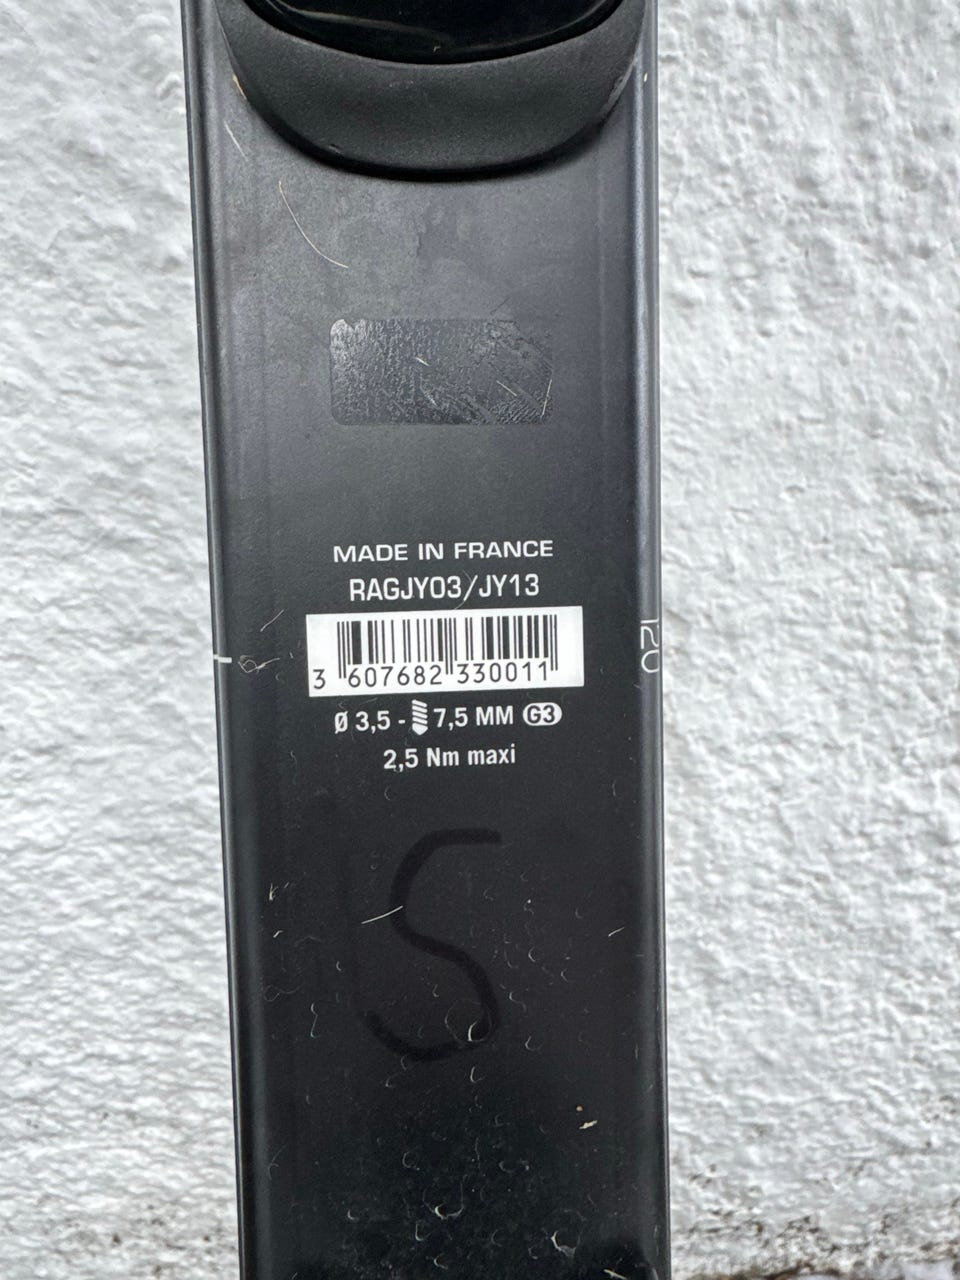 MADE IN FRANCE
RAGJY03/JY13
3 607682 330011
120
Ø 3,5 - 7,5 MM G3
2,5 Nm maxi
S